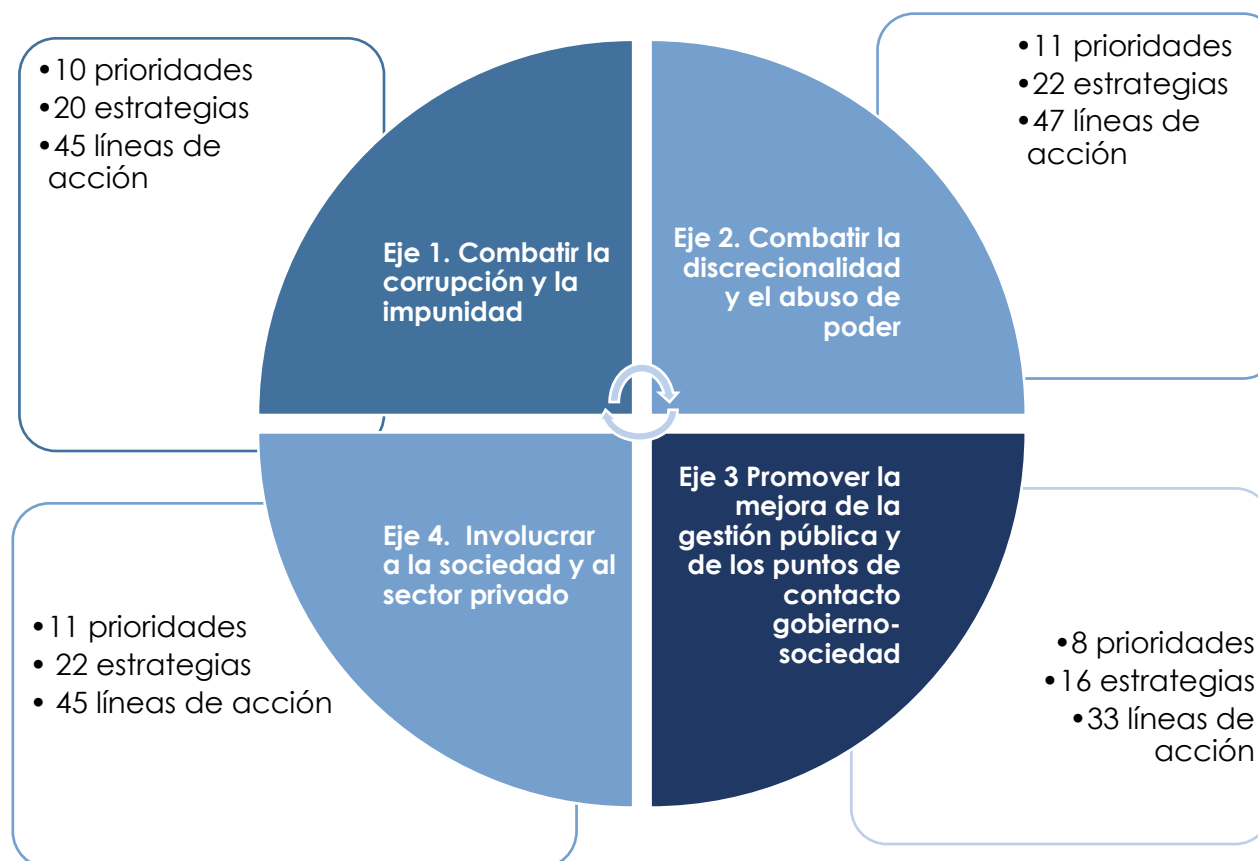 •10 prioridades
•20 estrategias
•45 líneas de
acción
•11 prioridades
•22 estrategias
•47 líneas de
acción
Eje 1. Combatir la
corrupción y la
impunidad
Eje 2. Combatir la
discrecionalidad
y el abuso de
poder
Eje 4.  Involucrar
a la sociedad y al
sector privado
Eje 3 Promover la
mejora de la
gestión pública y
de los puntos de
contacto
gobierno-
sociedad
•11 prioridades
• 22 estrategias
• 45 líneas de acción
•8 prioridades
•16 estrategias
•33 líneas de
acción